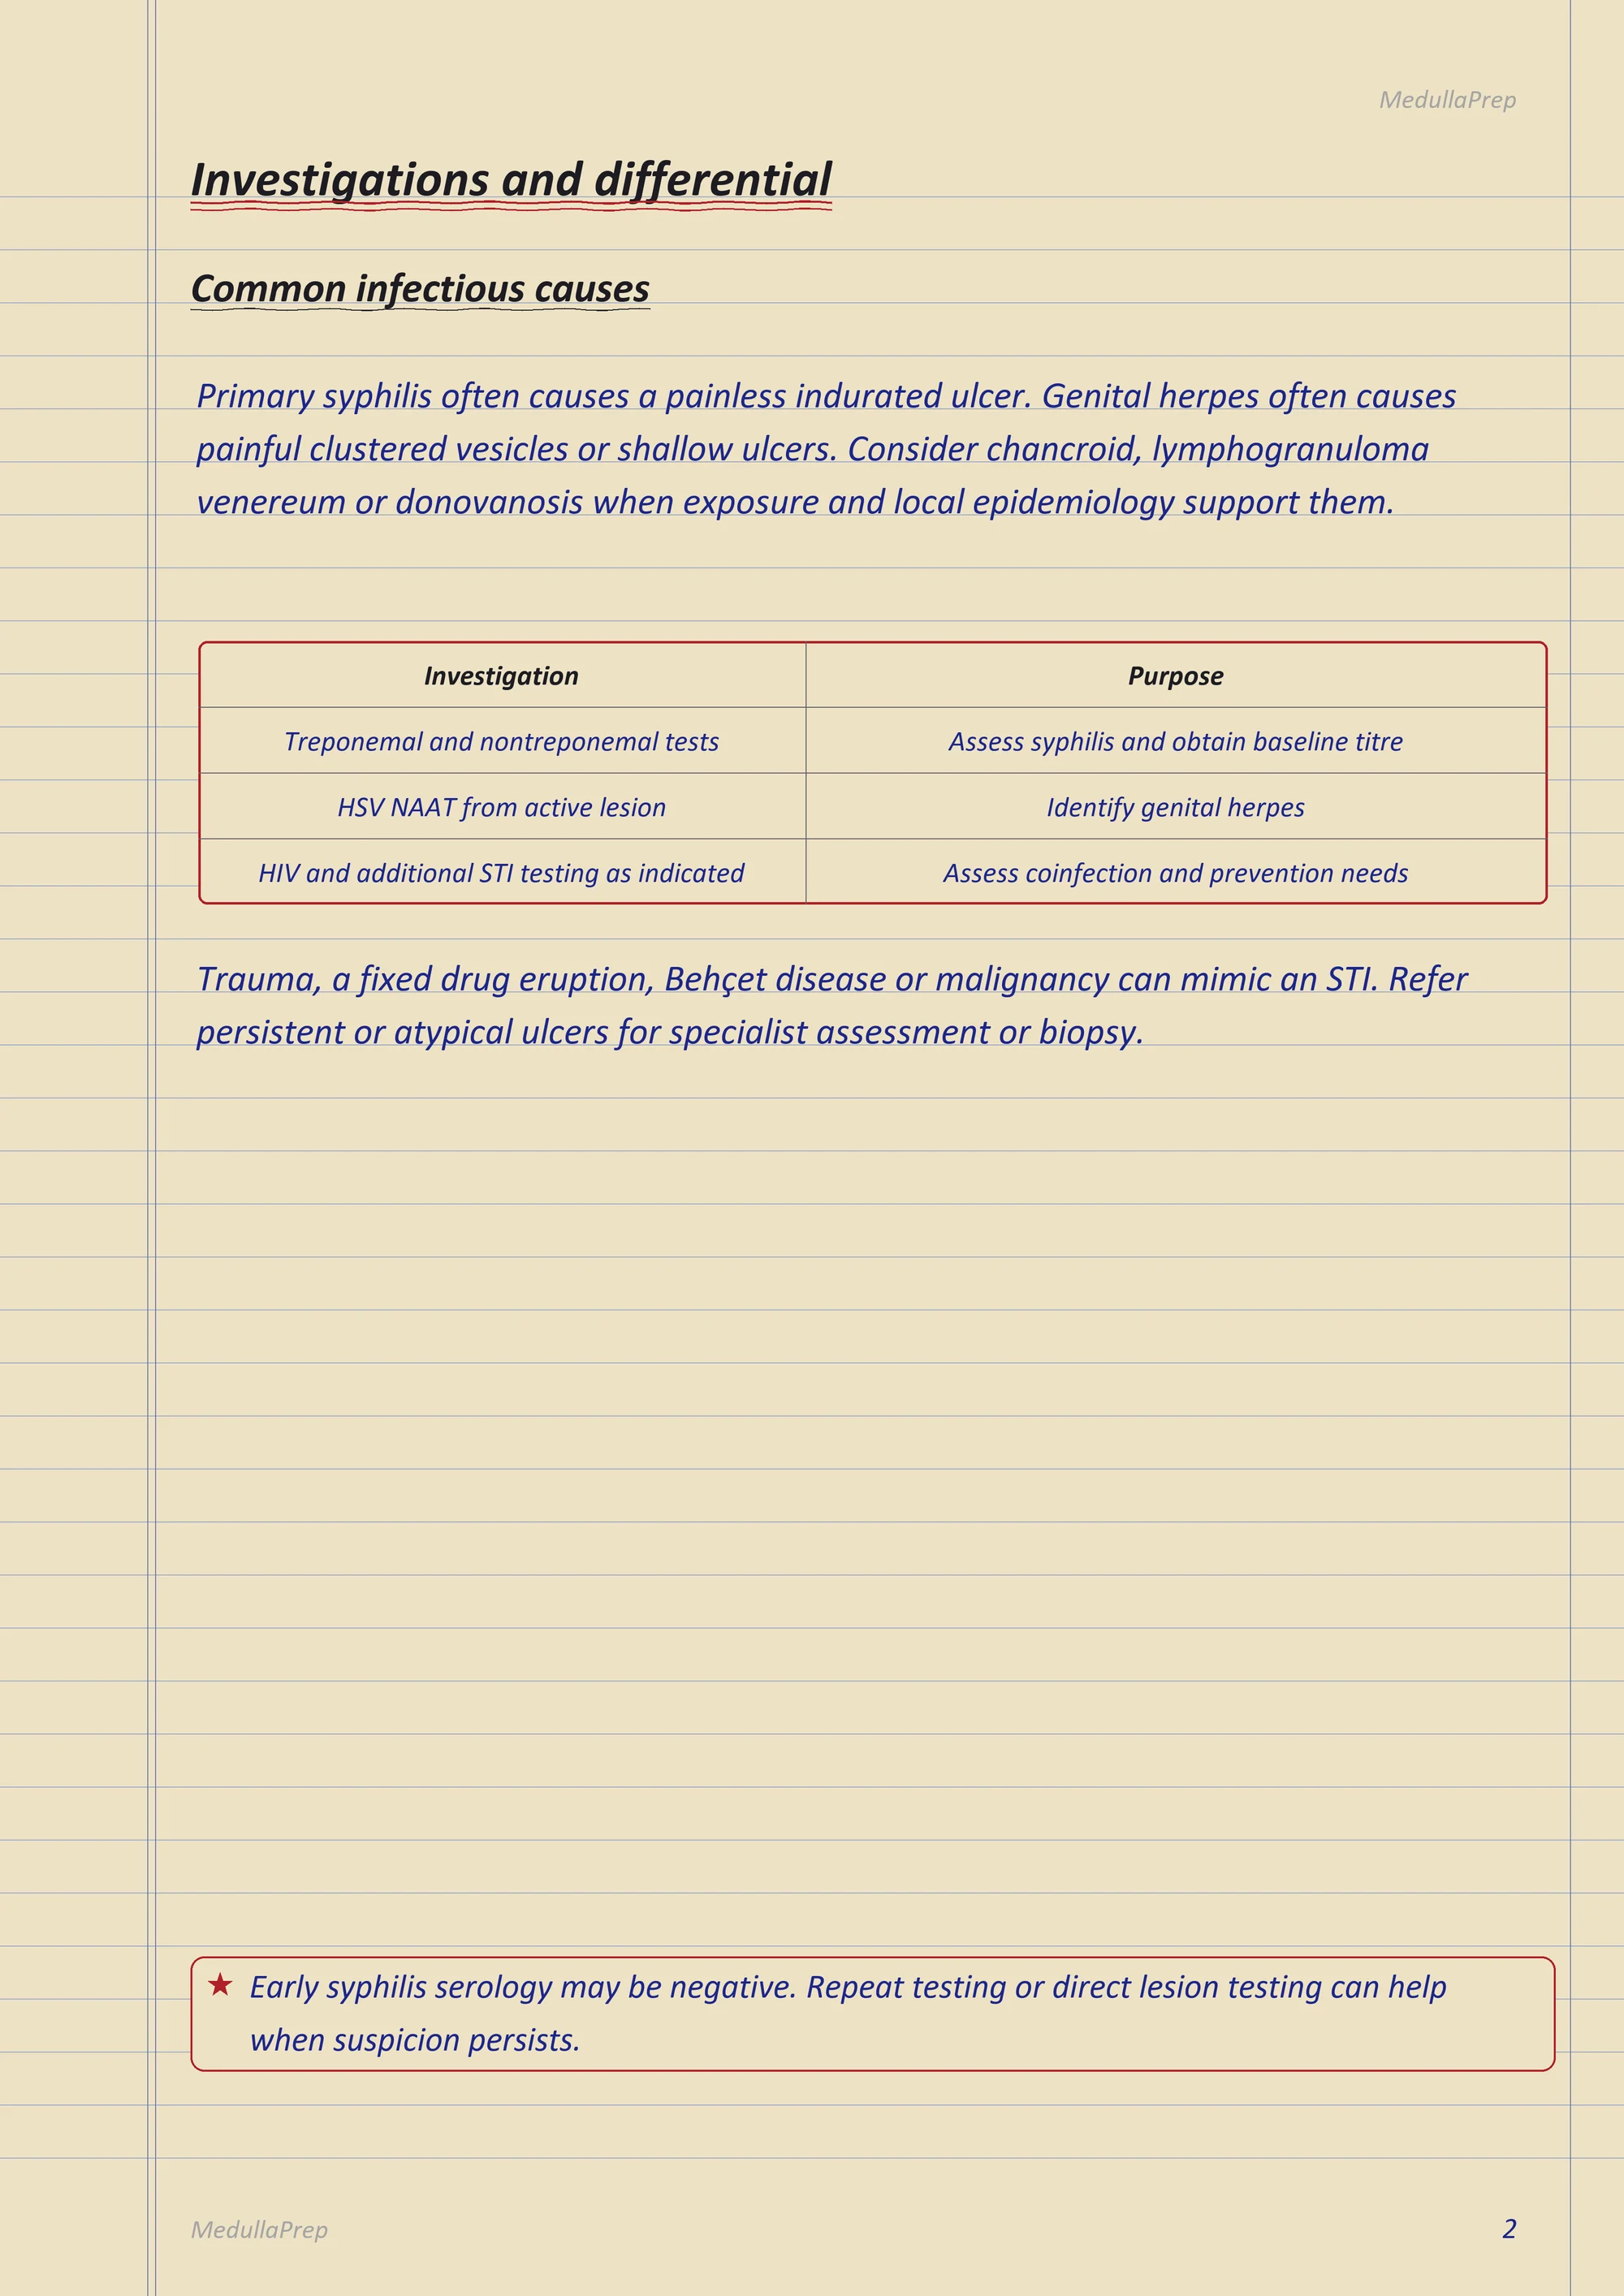 MedullaPrep
Investigations and differential
Common infectious causes
Primary syphilis often causes a painless indurated ulcer. Genital herpes often causes
painful clustered vesicles or shallow ulcers. Consider chancroid, lymphogranuloma
venereum or donovanosis when exposure and local epidemiology support them.
Investigation Purpose
Treponemal and nontreponemal tests Assess syphilis and obtain baseline titre
HSV NAAT from active lesion Identify genital herpes
HIV and additional STI testing as indicated Assess coinfection and prevention needs
Trauma, a fixed drug eruption, Behçet disease or malignancy can mimic an STI. Refer
persistent or atypical ulcers for specialist assessment or biopsy.
★ Early syphilis serology may be negative. Repeat testing or direct lesion testing can help
when suspicion persists.
MedullaPrep 2